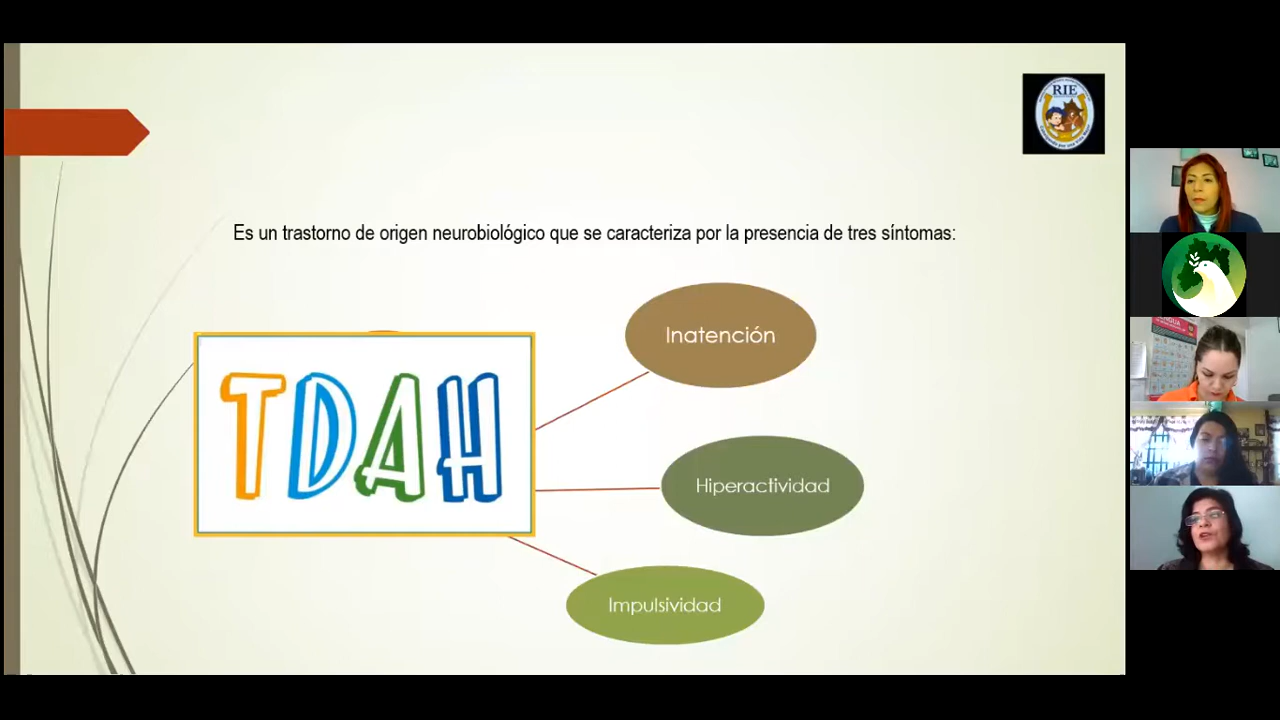 RIE
Es un trastorno de origen neurobiológico que se caracteriza por la presencia de tres síntomas:
Inatención
TDAH
Hiperactividad
Impulsividad